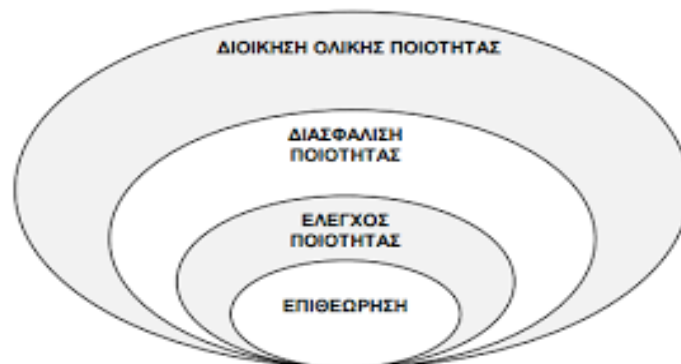 ΔΙΟΙΚΗΣΗ ΟΛΙΚΗΣ ΠΟΙΟΤΗΤΑΣ
ΔΙΑΣΦΑΛΙΣΗ
ΠΟΙΟΤΗΤΑΣ
ΕΛΕΓΧΟΣ
ΠΟΙΟΤΗΤΑΣ
ΕΠΙΘΕΩΡΗΣΗ